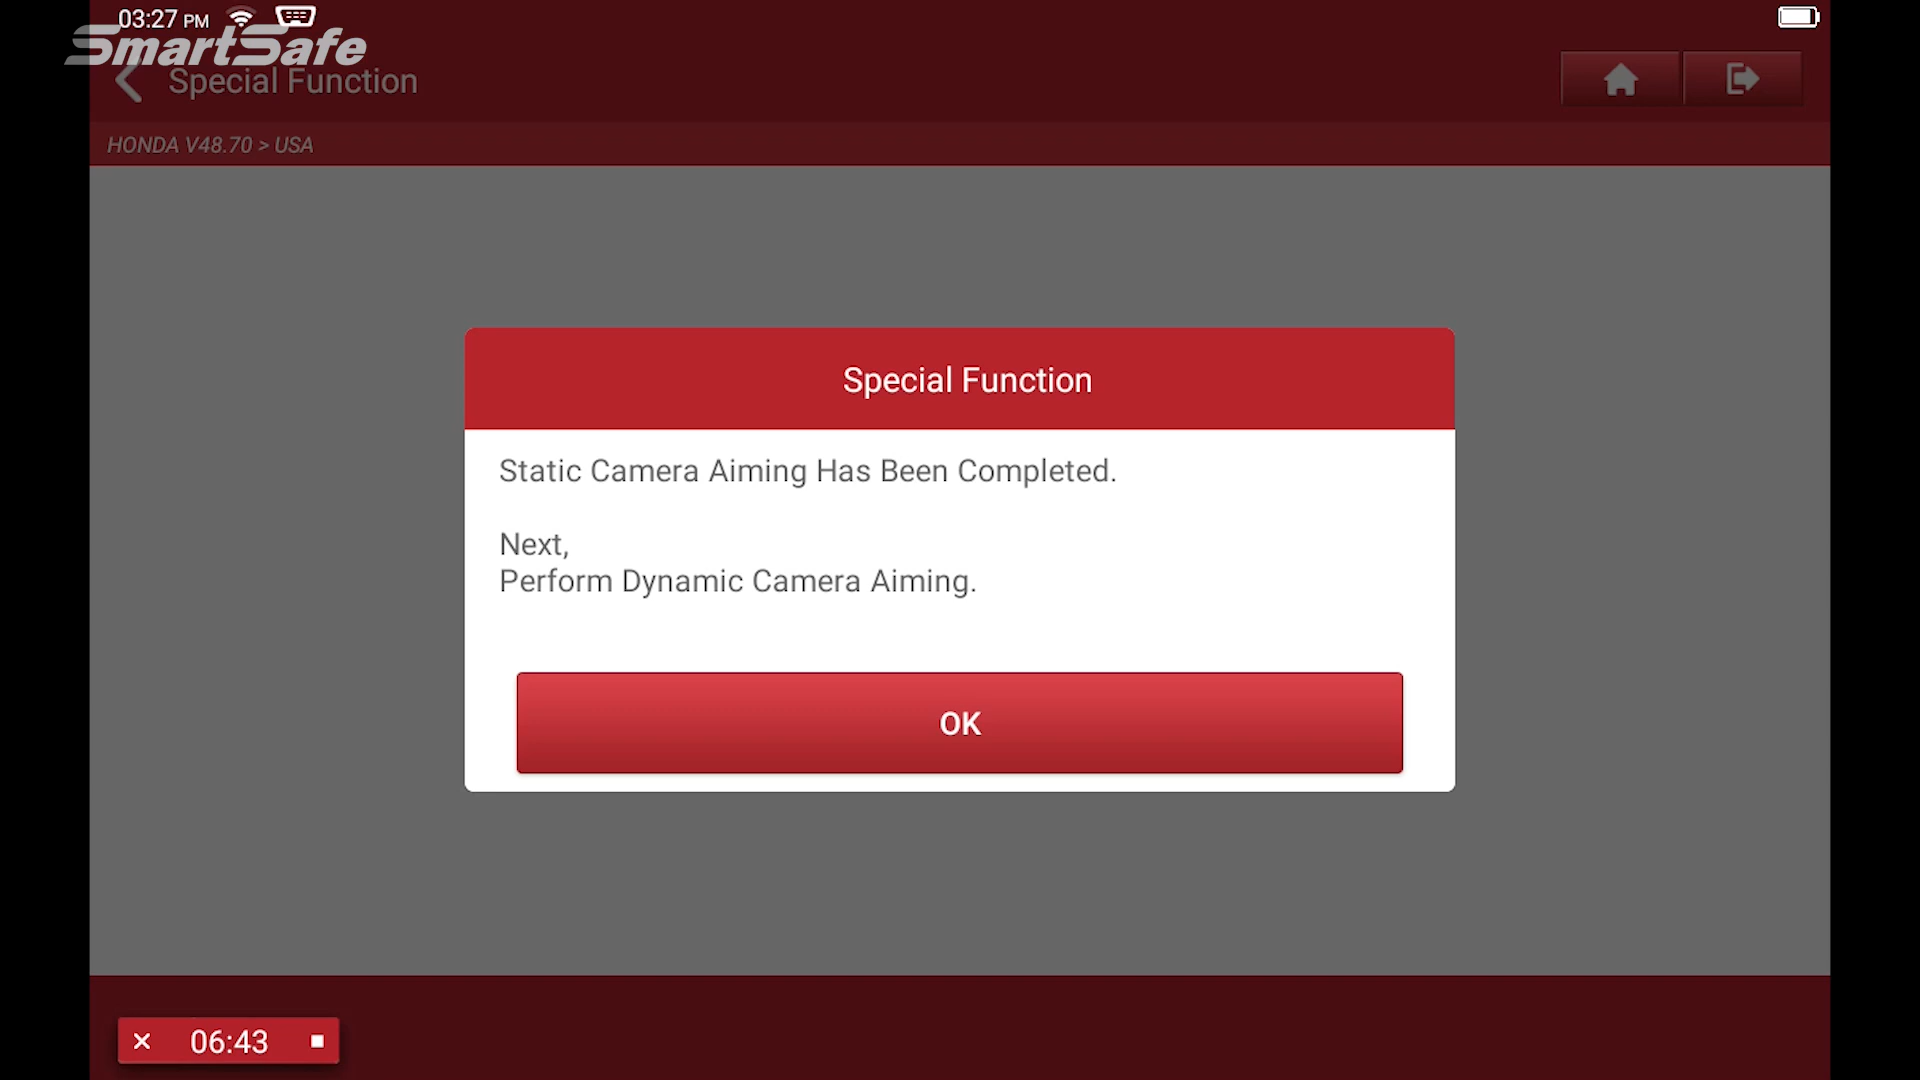 03:27 PM
SmartSafe
Special Function
HONDA V48.70 > USA
Special Function
Static Camera Aiming Has Been Completed.
Next,
Perform Dynamic Camera Aiming.
OK
06:43